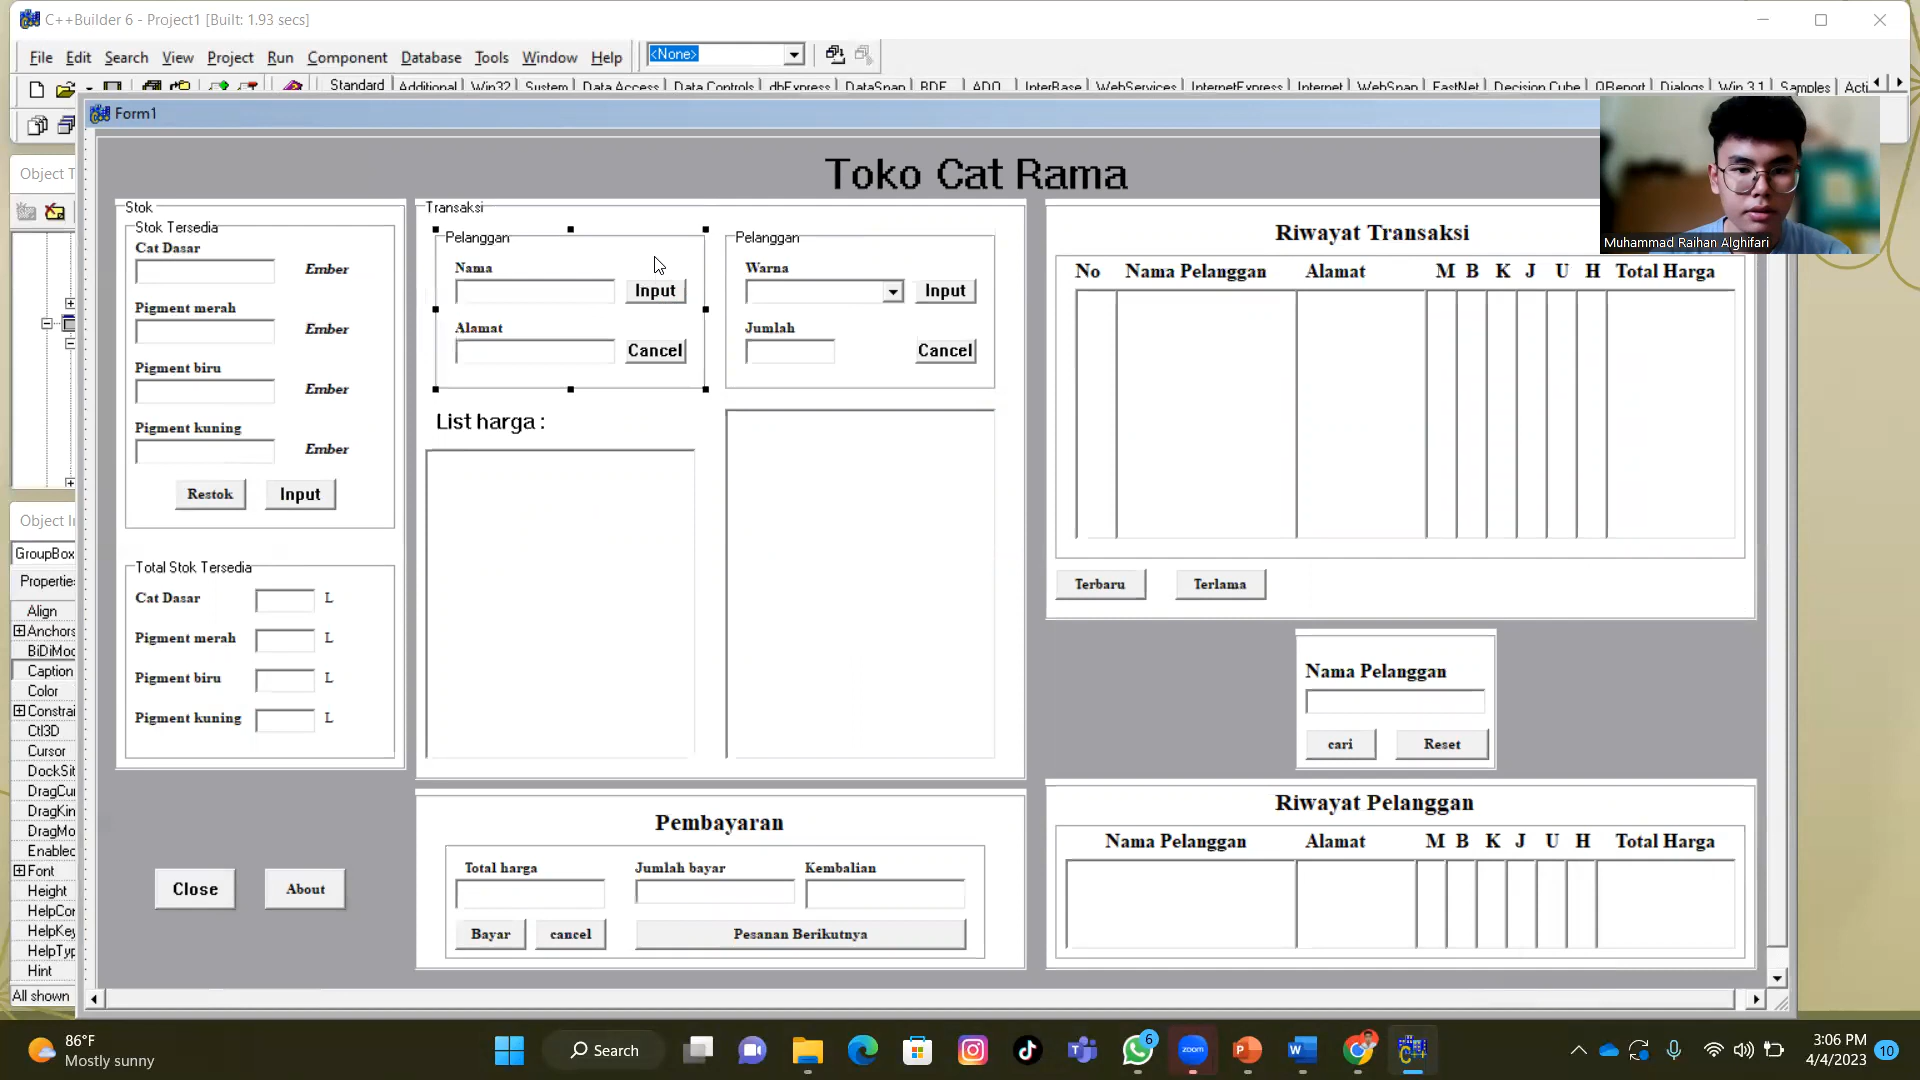 C++Builder 6 - Project1 [Built: 1.93 secs]
File Edit Search View Project Run Component Database Tools Window Help <None>
Standard Additional Win32 System Data Access Data Controls dbExpress DataSnap BDE ADO InterBase WebServices InternetExpress Internet WebSnap FastNet Decision Cube QReport Dialogs Win 3.1 Samples Acti
Form1
Object T
Toko Cat Rama
Muhammad Raihan Alghifari
Stok
Stok Tersedia
Cat Dasar
Ember
Pigment merah
Ember
Pigment biru
Ember
Pigment kuning
Ember
Restok Input
Total Stok Tersedia
Cat Dasar L
Pigment merah L
Pigment biru L
Pigment kuning L
Close About
Transaksi
Pelanggan
Nama
Input
Alamat
Cancel
Pelanggan
Warna
Input
Jumlah
Cancel
List harga :
Pembayaran
Total harga Jumlah bayar Kembalian
Bayar cancel Pesanan Berikutnya
Riwayat Transaksi
No Nama Pelanggan Alamat M B K J U H Total Harga
Terbaru Terlama
Nama Pelanggan
cari Reset
Riwayat Pelanggan
Nama Pelanggan Alamat M B K J U H Total Harga
Object In
GroupBox
Propertie
Align
Anchors
BiDiMod
Caption
Color
Constrai
Ctl3D
Cursor
DockSit
DragCur
DragKin
DragMo
Enabled
Font
Height
HelpCor
HelpKey
HelpTyp
Hint
All shown
86°F
Mostly sunny
Search
6
zoom
3:06 PM
4/4/2023
10